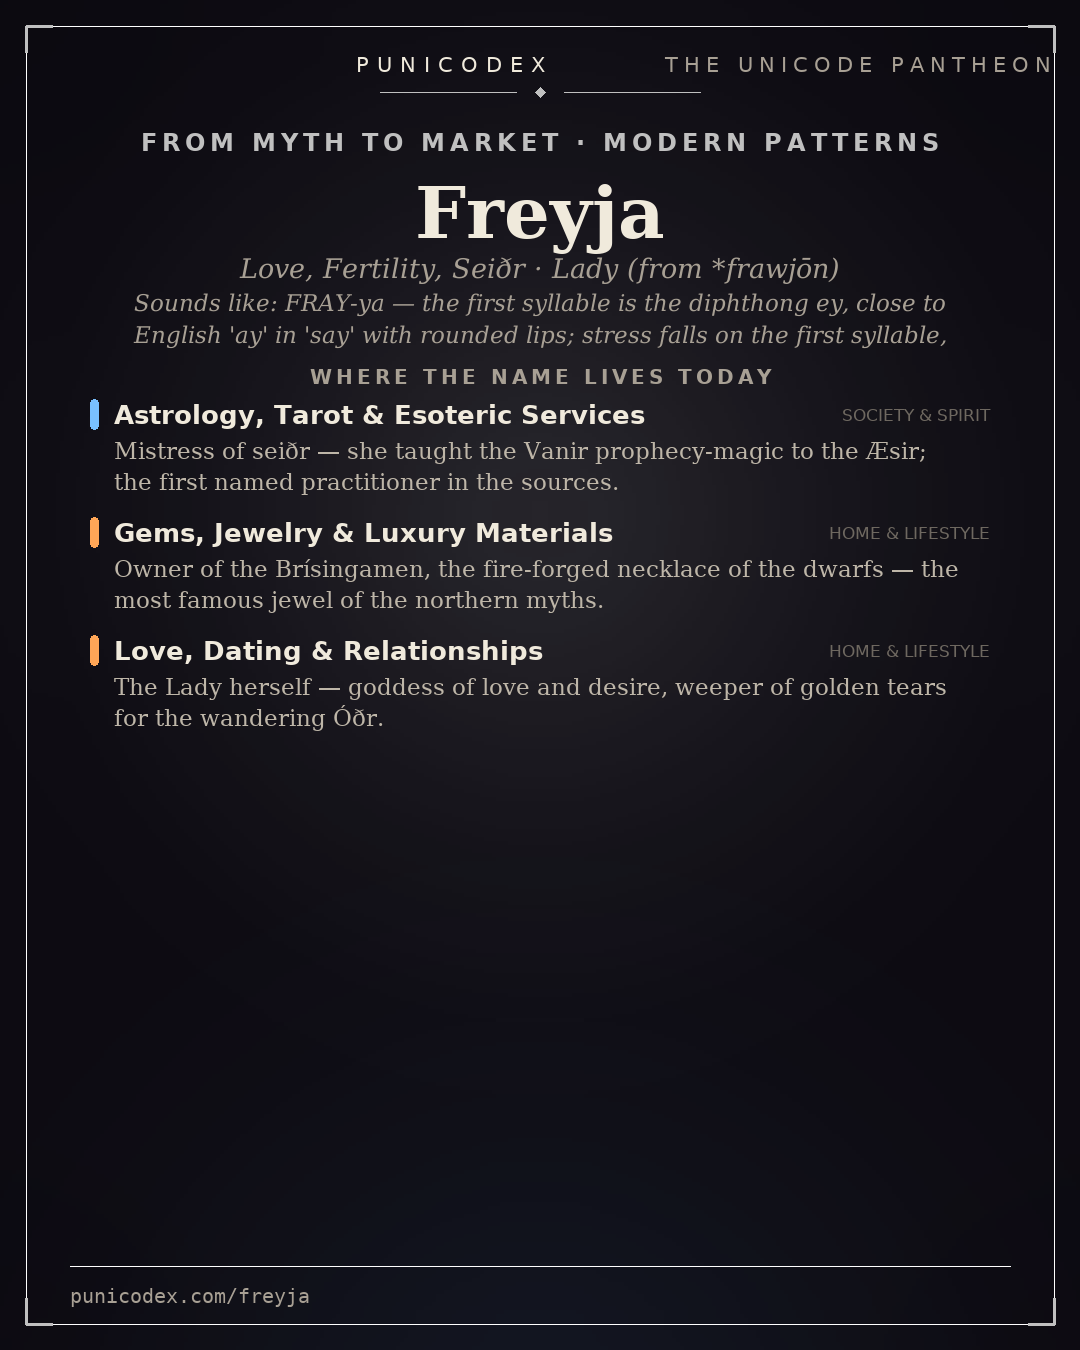 PUNICODEX THE UNICODE PANTHEON
FROM MYTH TO MARKET · MODERN PATTERNS
Freyja
Love, Fertility, Seiðr · Lady (from *frawjōn)
Sounds like: FRAY-ya — the first syllable is the diphthong ey, close to
English 'ay' in 'say' with rounded lips; stress falls on the first syllable,
WHERE THE NAME LIVES TODAY
Astrology, Tarot & Esoteric Services SOCIETY & SPIRIT
Mistress of seiðr — she taught the Vanir prophecy-magic to the Æsir;
the first named practitioner in the sources.
Gems, Jewelry & Luxury Materials HOME & LIFESTYLE
Owner of the Brísingamen, the fire-forged necklace of the dwarfs — the
most famous jewel of the northern myths.
Love, Dating & Relationships HOME & LIFESTYLE
The Lady herself — goddess of love and desire, weeper of golden tears
for the wandering Óðr.
punicodex.com/freyja